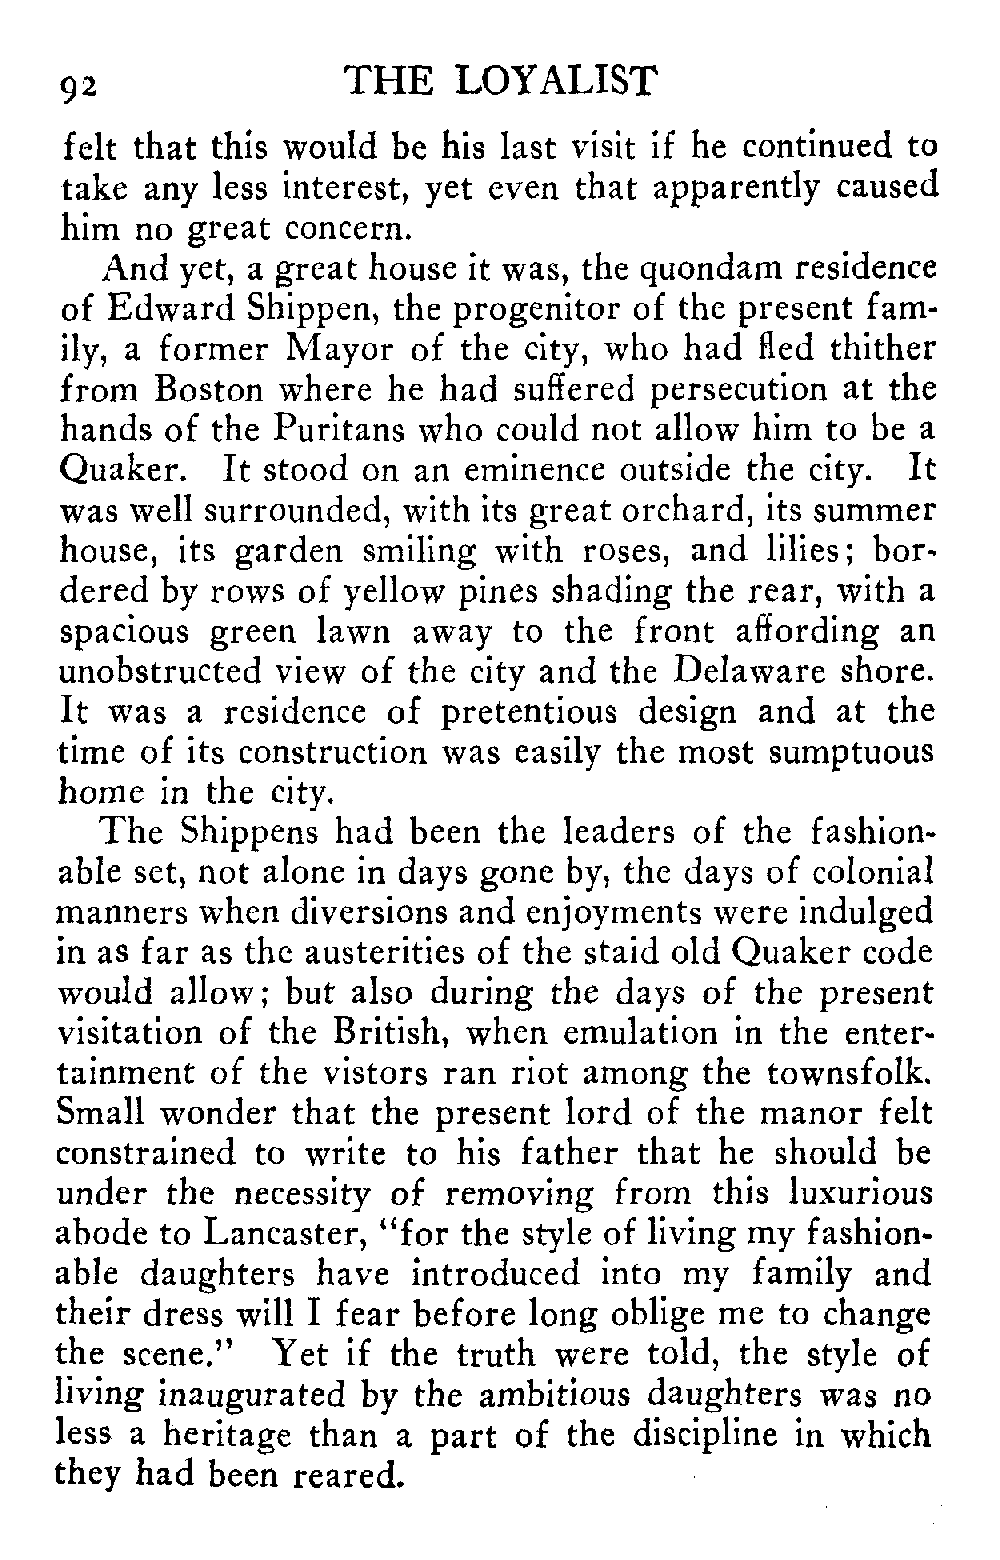 92 THE LOYALIST
felt that this would be his last visit if he continued to
take any less interest, yet even that apparently caused
him no great concern.
And yet, a great house it was, the quondam residence
of Edward Shippen, the progenitor of the present fam-
ily, a former Mayor of the city, who had fled thither
from Boston where he had suffered persecution at the
hands of the Puritans who could not allow him to be a
Quaker. It stood on an eminence outside the city. It
was well surrounded, with its great orchard, its summer
house, its garden smiling with roses, and lilies; bor-
dered by rows of yellow pines shading the rear, with a
spacious green lawn away to the front affording an
unobstructed view of the city and the Delaware shore.
It was a residence of pretentious design and at the
time of its construction was easily the most sumptuous
home in the city.
The Shippens had been the leaders of the fashion-
able set, not alone in days gone by, the days of colonial
manners when diversions and enjoyments were indulged
in as far as the austerities of the staid old Quaker code
would allow; but also during the days of the present
visitation of the British, when emulation in the enter-
tainment of the vistors ran riot among the townsfolk.
Small wonder that the present lord of the manor felt
constrained to write to his father that he should be
under the necessity of removing from this luxurious
abode to Lancaster, "for the style of living my fashion-
able daughters have introduced into my family and
their dress will I fear before long oblige me to change
the scene." Yet if the truth were told, the style of
living inaugurated by the ambitious daughters was no
less a heritage than a part of the discipline in which
they had been reared.